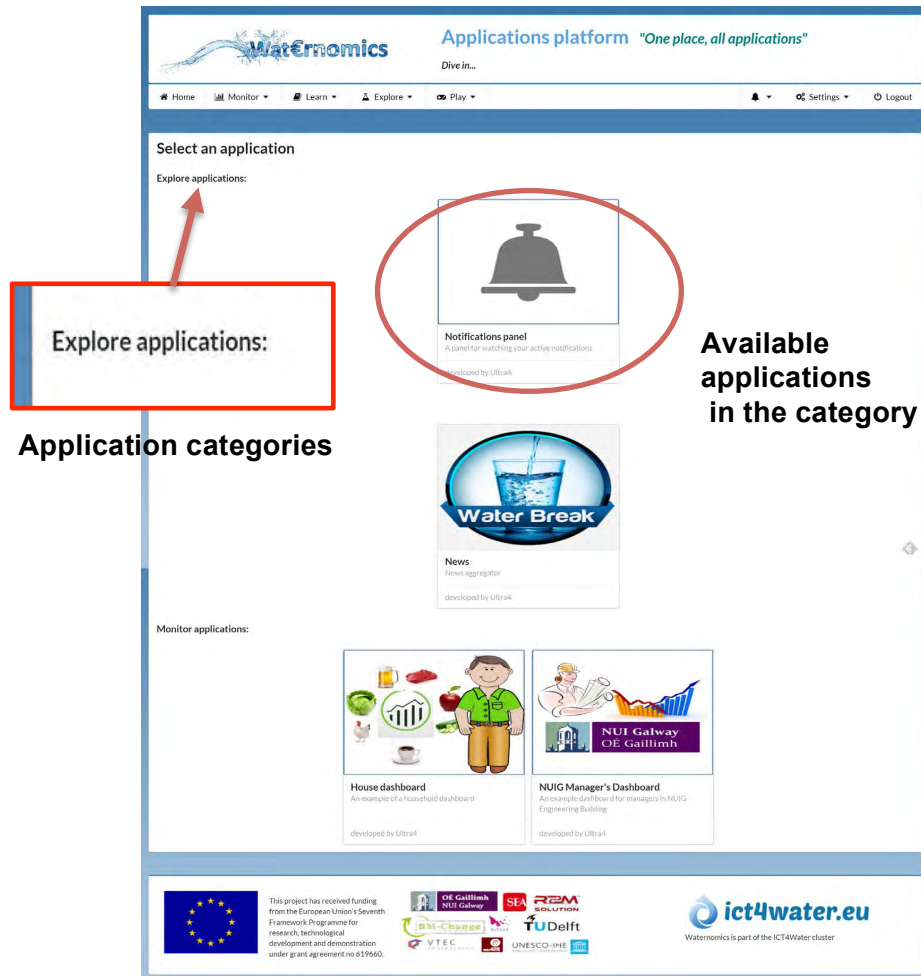 Wat€rnomics
Applications platform "One place, all applications"
Dive in...
Home Monitor Learn Explore Play Settings Logout
Select an application
Explore applications:
Explore applications:
Application categories
Notifications panel
A panel for watching your active notifications
developed by Ultra4
Available
applications
in the category
Water Break
News
News aggregator
developed by Ultra4
Monitor applications:
NUI Galway
OÉ Gaillimh
House dashboard
An example of a household dashboard
developed by Ultra4
NUIG Manager's Dashboard
An example dashboard for managers in NUIG
Engineering Building
developed by Ultra4
This project has received funding
from the European Union's Seventh
Framework Programme for
research, technological
development and demonstration
under grant agreement no 619660.
OÉ Gaillimh
NUI Galway
SEA
R2M
SOLUTION
BM-Change
TUDelft
VTEC
UNESCO-IHE
ict4water.eu
Waternomics is part of the ICT4Water cluster